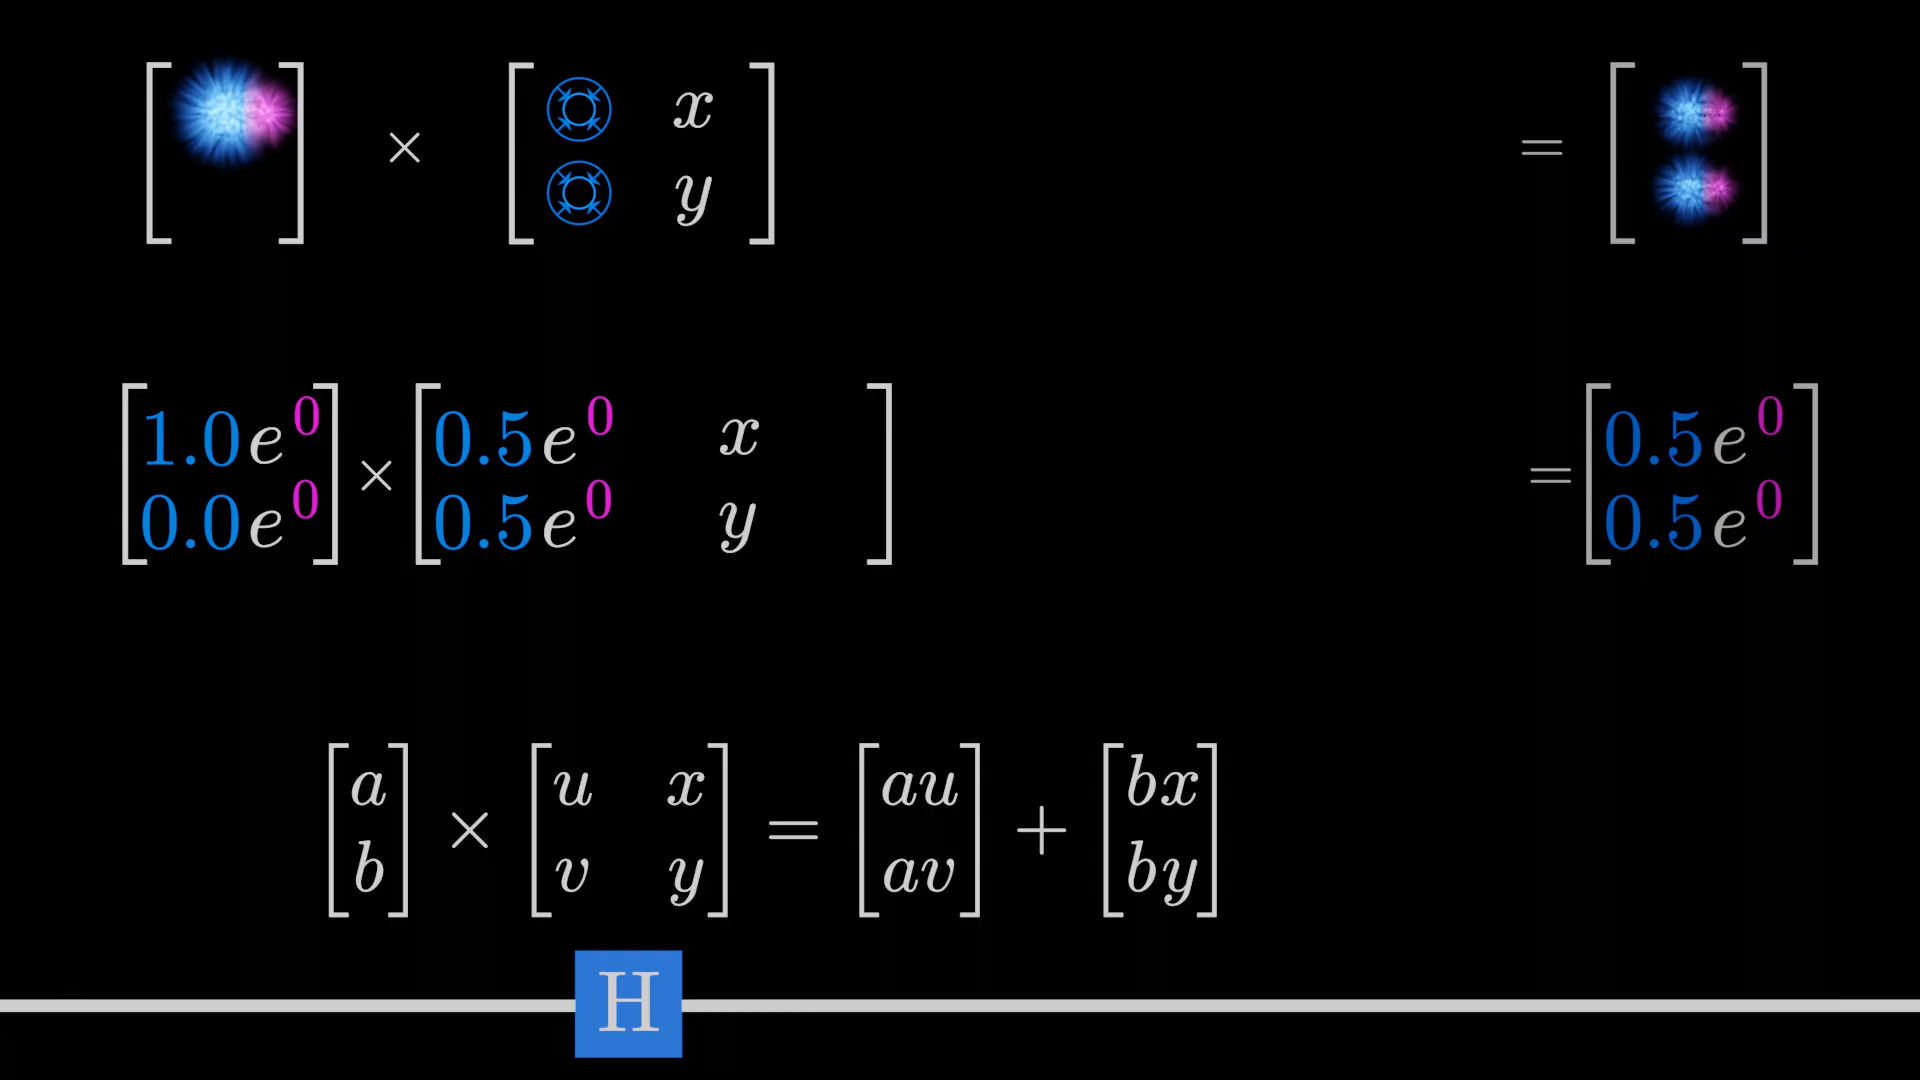 [ ] × [ x ] = [ ]
y
[ 1.0e^0 ] × [ 0.5e^0 x ] = [ 0.5e^0 ]
[ 0.0e^0 ] [ 0.5e^0 y ] [ 0.5e^0 ]
[ a ] × [ u x ] = [ au ] + [ bx ]
[ b ] [ v y ] [ av ] [ by ]
H